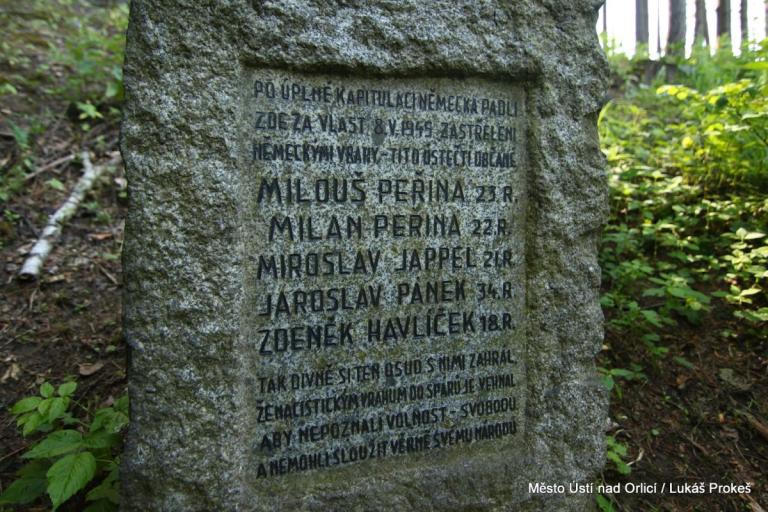 PO ÚPLNÉ KAPITULACI NĚMECKA PADLI
ZDE ZA VLAST 8.V.1945 ZASTŘELENI
NĚMECKÝMI VRAHY - TITO ÚSTEČTÍ OBČANÉ
MILOUŠ PEŘINA 23 R.
MILAN PEŘINA 22 R.
MIROSLAV JAPPEL 21 R.
JAROSLAV PÁNEK 34 R.
ZDENĚK HAVLÍČEK 18 R.
TAK DIVNĚ SI TEN OSUD S NIMI ZAHRÁL,
ŽE NACISTICKÝM VRAHŮM DO SPÁRŮ JE VEHNAL
ABY NEPOZNALI VOLNOST - SVOBODU
A NEMOHLI SLOUŽIT VĚRNĚ SVÉMU NÁRODU
Město Ústí nad Orlicí / Lukáš Prokeš